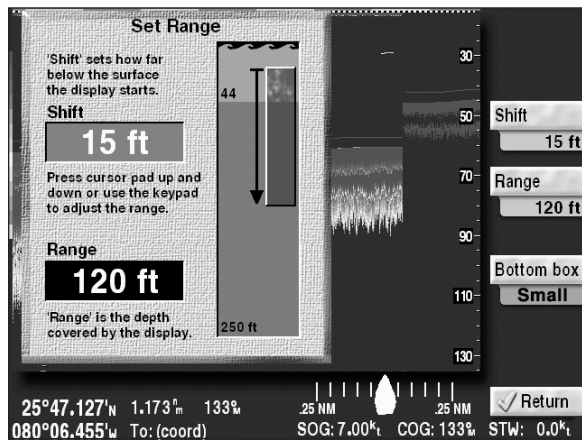 Set Range
'Shift' sets how far
below the surface
the display starts.
Shift
15 ft
Press cursor pad up and
down or use the keypad
to adjust the range.
Range
120 ft
'Range' is the depth
covered by the display.
44
250 ft
30
50
70
90
110
130
Shift
15 ft
Range
120 ft
Bottom box
Small
Return
25°47.127'N 1.173nm 133°M .25 NM .25 NM
080°06.455'W To: (coord) SOG: 7.00kt COG: 133°M STW: 0.0kt